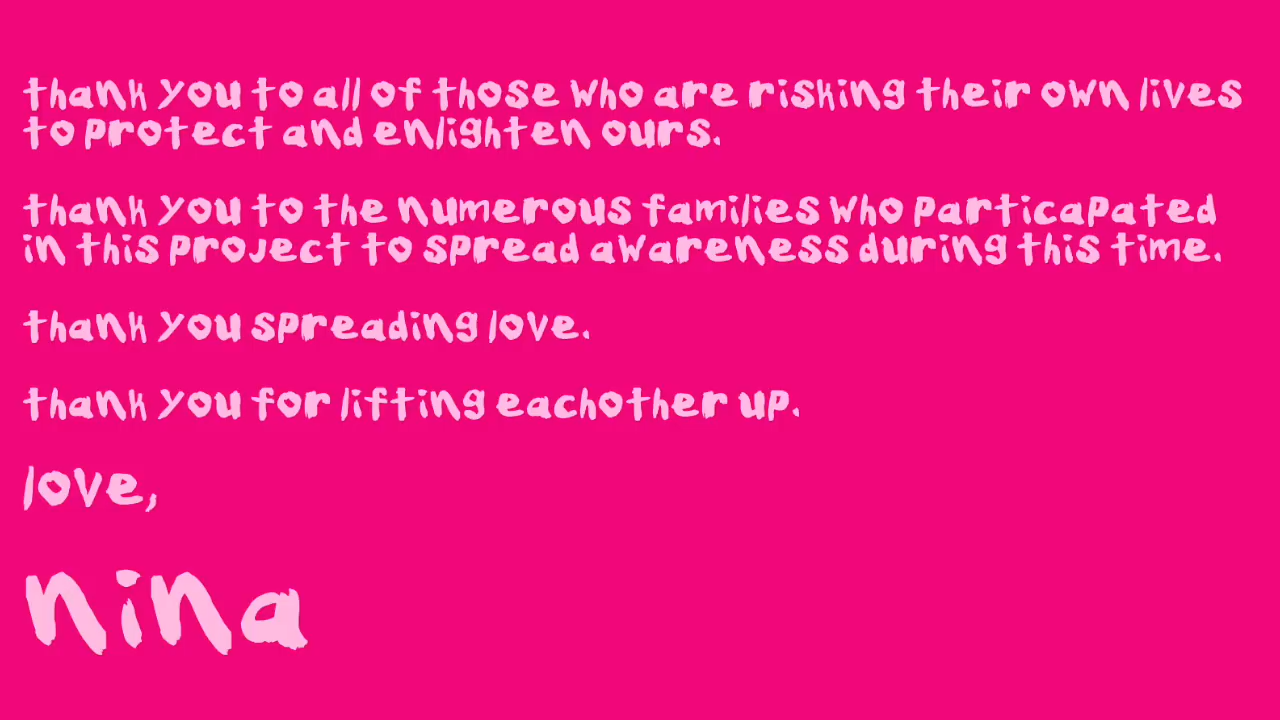 thank you to all of those who are risking their own lives
to protect and enlighten ours.
thank you to the numerous families who particapated
in this project to spread awareness during this time.
thank you spreading love.
thank you for lifting eachother up.
love,
nina